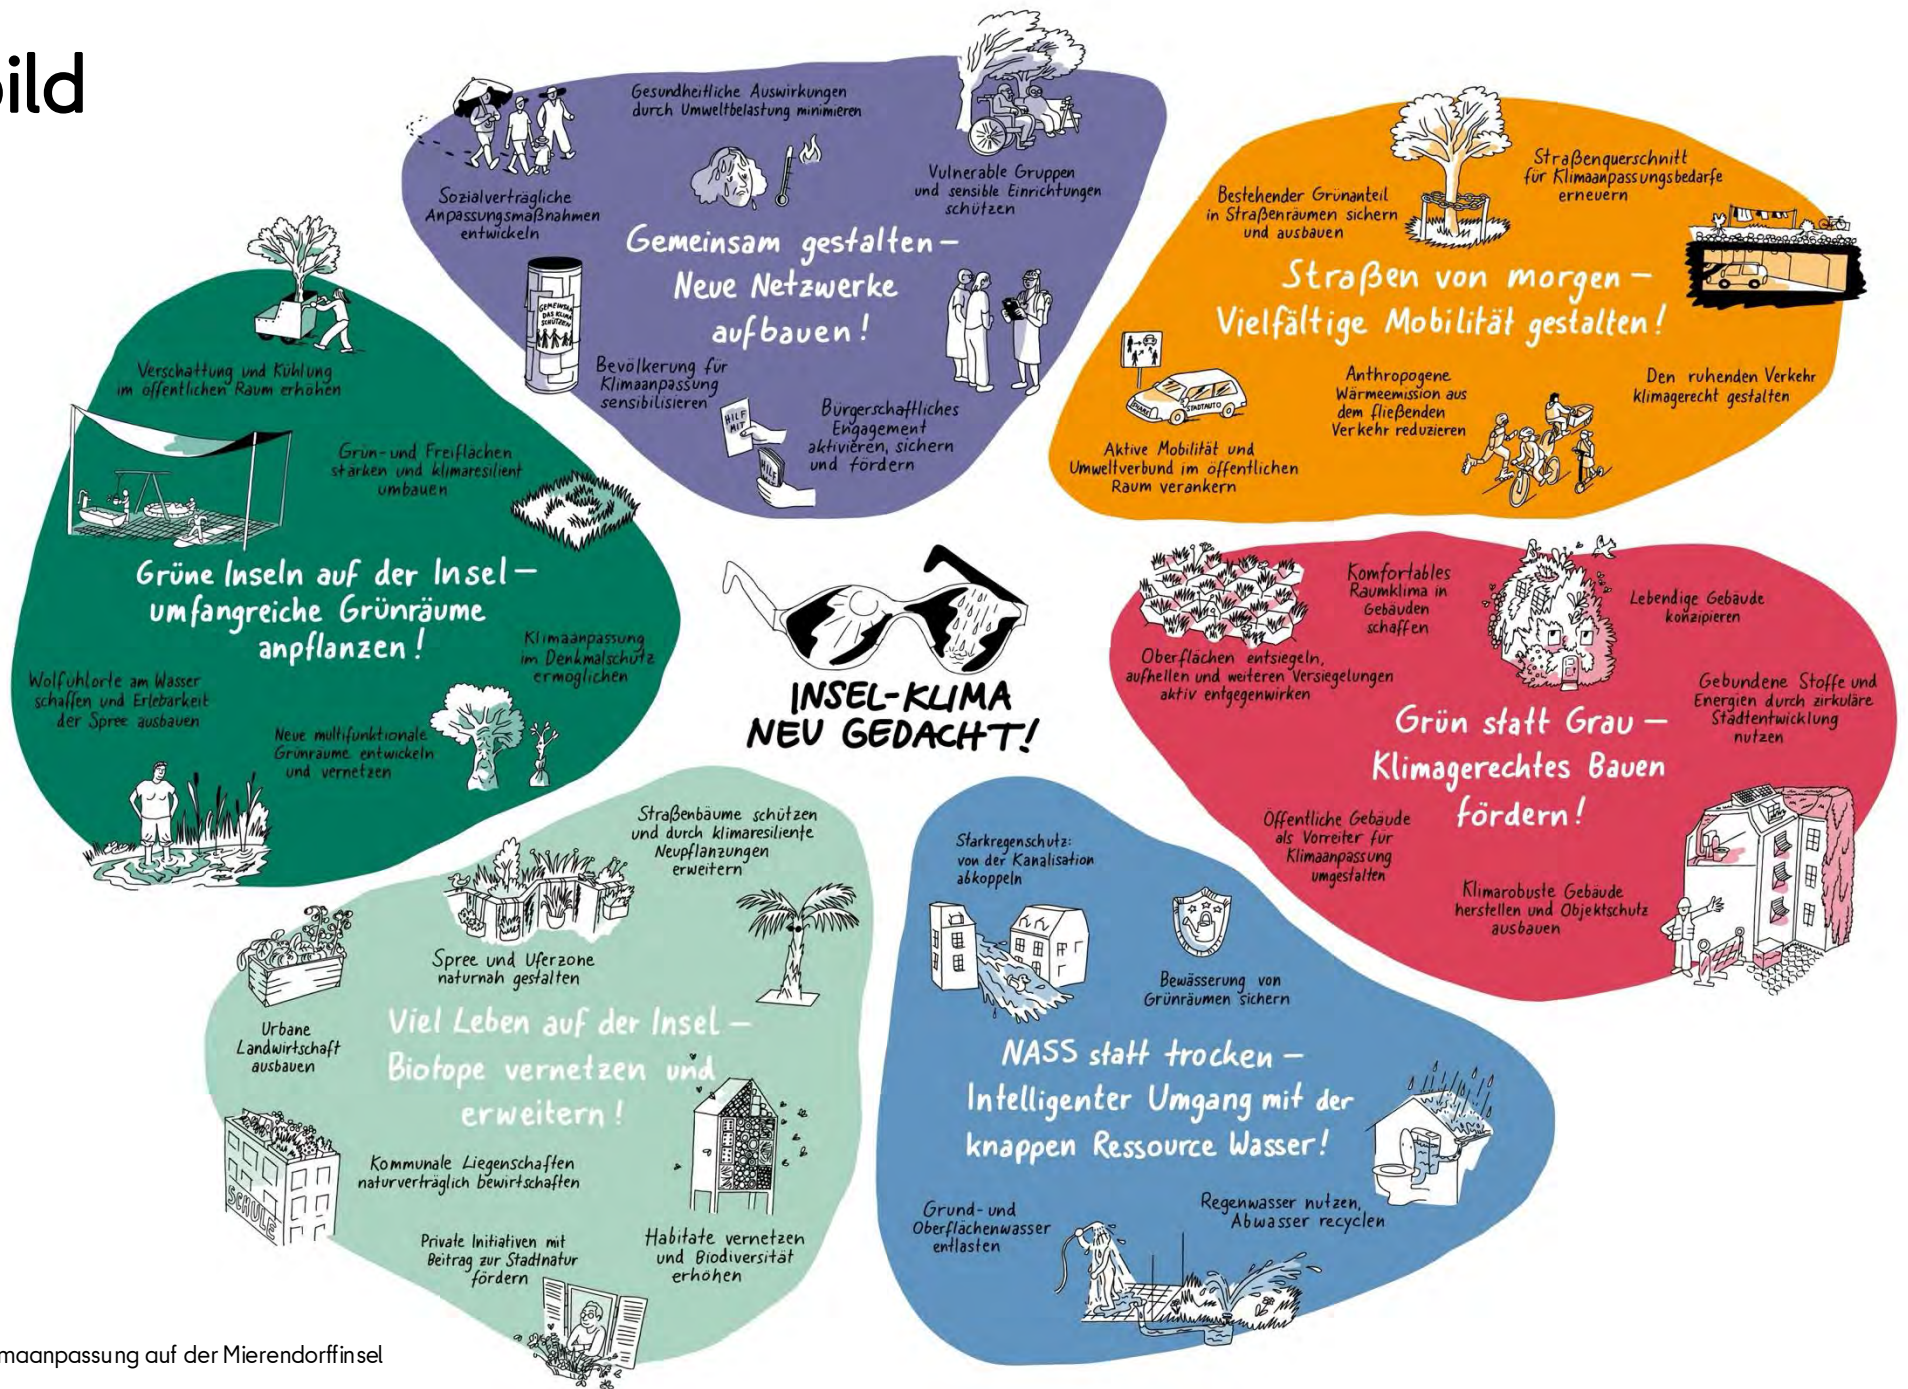 bild
Gesundheitliche Auswirkungen
durch Umweltbelastung minimieren
Sozialverträgliche
Anpassungsmaßnahmen
entwickeln
Vulnerable Gruppen
und sensible Einrichtungen
schützen
Gemeinsam gestalten –
Neue Netzwerke
aufbauen!
GEMEINSAM
DAS KLIMA
SCHÜTZEN
Bevölkerung für
Klimaanpassung
sensibilisieren
HILF
MIT
HILF
Bürgerschaftliches
Engagement
aktivieren, sichern
und fördern
Bestehender Grünanteil
in Straßenräumen sichern
und ausbauen
Straßenquerschnitt
für Klimaanpassungsbedarfe
erneuern
Straßen von morgen –
Vielfältige Mobilität gestalten!
STADTAUTO
Aktive Mobilität und
Umweltverbund im öffentlichen
Raum verankern
Anthropogene
Wärmeemission aus
dem fließenden
Verkehr reduzieren
Den ruhenden Verkehr
klimagerecht gestalten
Verschattung und Kühlung
im öffentlichen Raum erhöhen
Grün- und Freiflächen
stärken und klimaresilient
umbauen
Grüne Inseln auf der Insel –
umfangreiche Grünräume
anpflanzen!
Klimaanpassung
im Denkmalschutz
ermöglichen
Wolfühlorte am Wasser
schaffen und Erlebarkeit
der Spree ausbauen
Neue multifunktionale
Grünräume entwickeln
und vernetzen
INSEL-KLIMA
NEU GEDACHT!
Komfortables
Raumklima in
Gebäuden
schaffen
Lebendige Gebäude
konzipieren
Oberflächen entsiegeln,
aufhellen und weiteren Versiegelungen
aktiv entgegenwirken
Gebundene Stoffe und
Energien durch zirkuläre
Stadtentwicklung
nutzen
Grün statt Grau –
Klimagerechtes Bauen
fördern!
Öffentliche Gebäude
als Vorreiter für
Klimaanpassung
umgestalten
Klimarobuste Gebäude
herstellen und Objektschutz
ausbauen
Straßenbäume schützen
und durch klimaresiliente
Neupflanzungen
erweitern
Spree und Uferzone
naturnah gestalten
Urbane
Landwirtschaft
ausbauen
Viel Leben auf der Insel –
Biotope vernetzen und
erweitern!
SCHULE
Kommunale Liegenschaften
naturverträglich bewirtschaften
Private Initiativen mit
Beitrag zur Stadtnatur
fördern
Habitate vernetzen
und Biodiversität
erhöhen
Starkregenschutz:
von der Kanalisation
abkoppeln
Bewässerung von
Grünräumen sichern
NASS statt trocken –
Intelligenter Umgang mit der
knappen Ressource Wasser!
Grund- und
Oberflächenwasser
entlasten
Regenwasser nutzen,
Abwasser recyclen
maanpassung auf der Mierendorffinsel